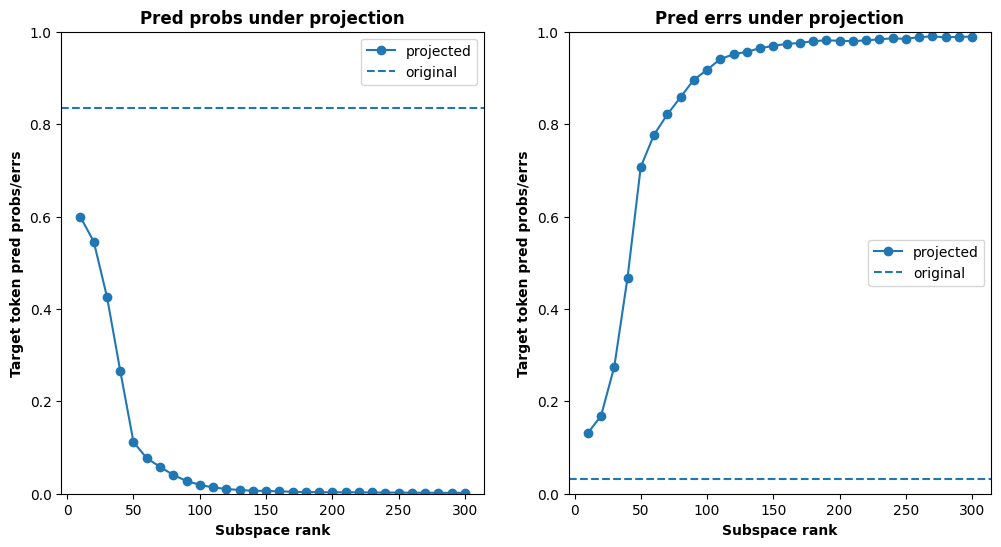 Pred probs under projection
1.0
0.8
0.6
0.4
0.2
0.0
Target token pred probs/errs
projected
original
0
50
100
150
200
250
300
Subspace rank
Pred errs under projection
1.0
0.8
0.6
0.4
0.2
0.0
Target token pred probs/errs
projected
original
0
50
100
150
200
250
300
Subspace rank